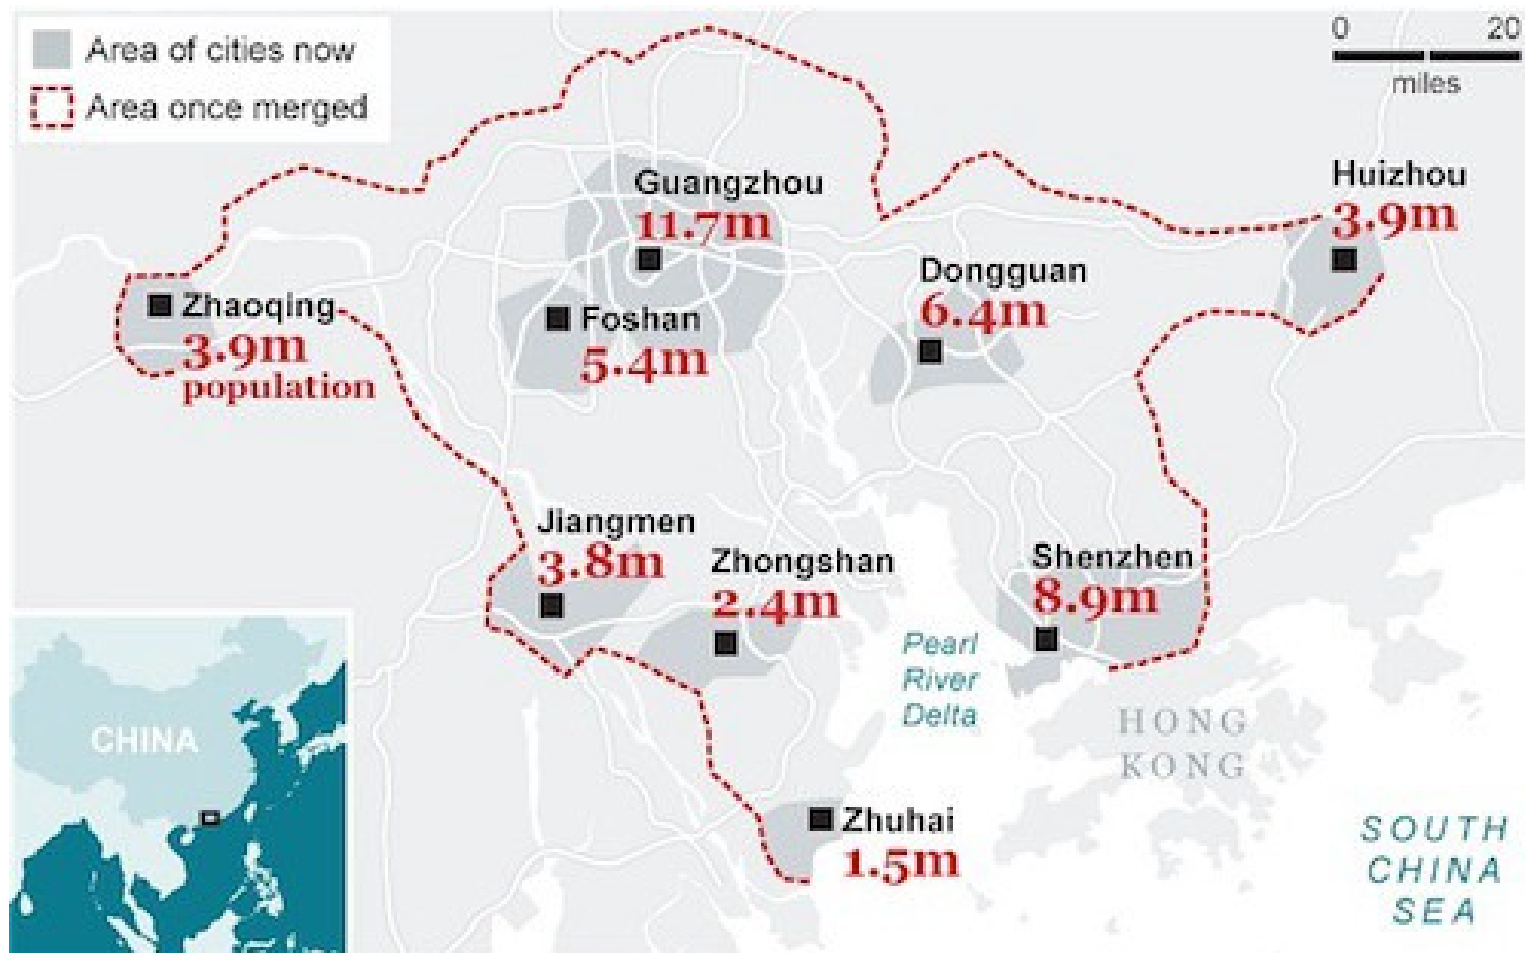 Area of cities now
Area once merged
0 20
miles
Guangzhou
11.7m
Huizhou
3.9m
Dongguan
6.4m
Zhaoqing
3.9m
population
Foshan
5.4m
Jiangmen
3.8m
Zhongshan
2.4m
Shenzhen
8.9m
Pearl
River
Delta
HONG
KONG
CHINA
Zhuhai
1.5m
SOUTH
CHINA
SEA